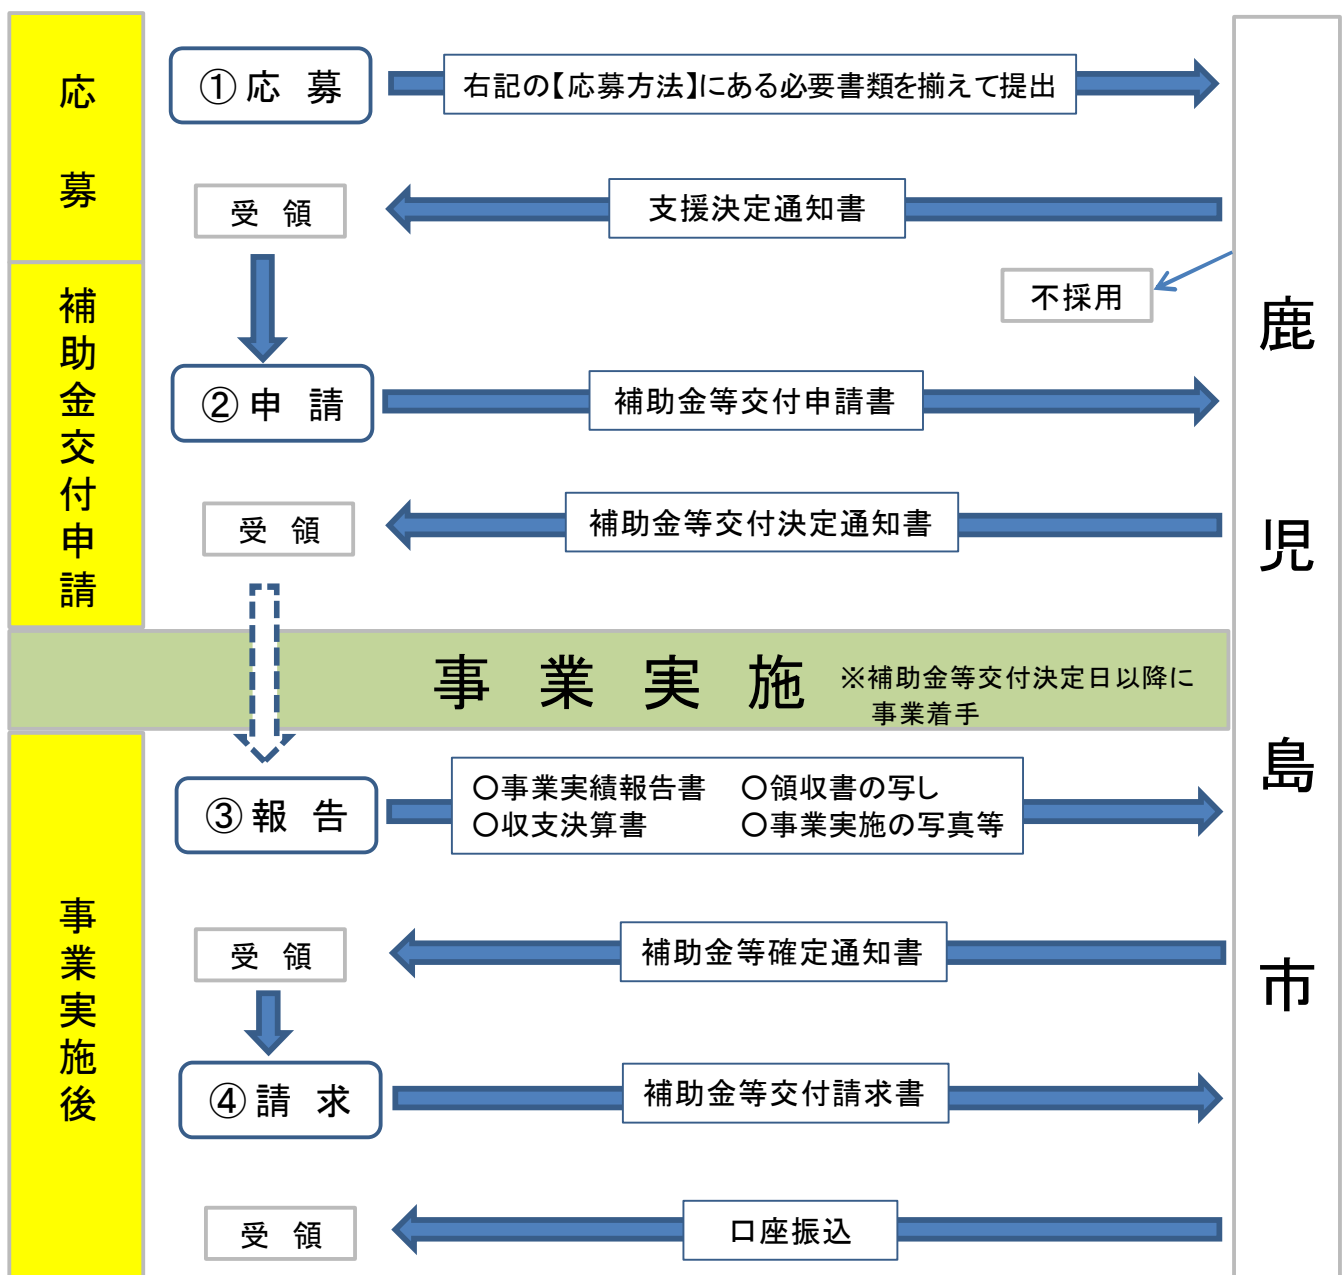 応募
①応 募
右記の【応募方法】にある必要書類を揃えて提出
受 領
支援決定通知書
不採用
補助金交付申請
②申 請
補助金等交付申請書
受 領
補助金等交付決定通知書
事 業 実 施
※補助金等交付決定日以降に
事業着手
事業実施後
③報 告
○事業実績報告書 ○領収書の写し
○収支決算書 ○事業実施の写真等
受 領
補助金等確定通知書
④請 求
補助金等交付請求書
受 領
口座振込
鹿児島市